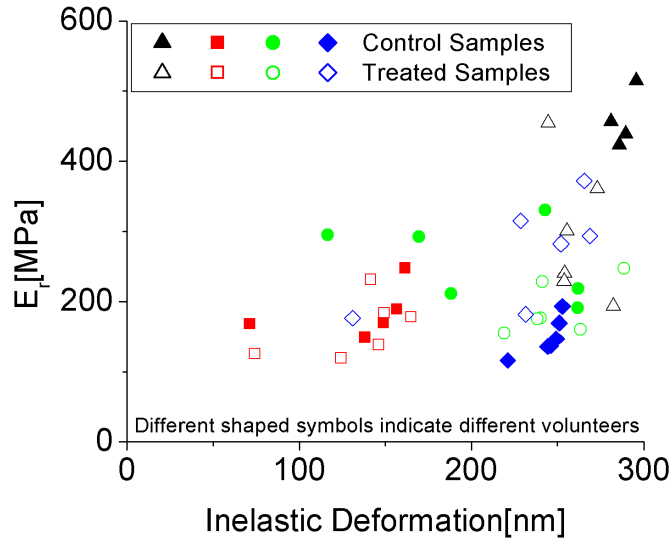 600
Control Samples
Treated Samples
400
E_r[MPa]
200
Different shaped symbols indicate different volunteers
0
0 100 200 300
Inelastic Deformation[nm]